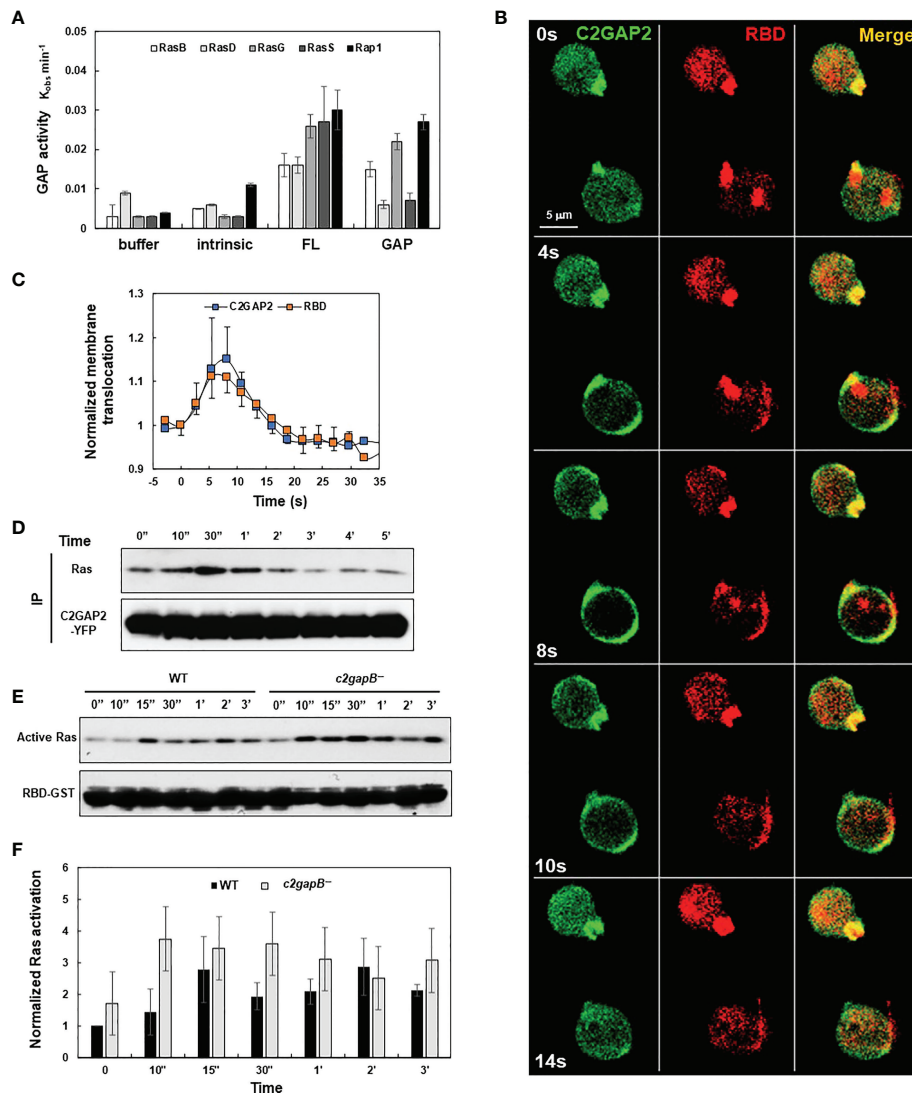 A
RasB RasD RasG RasS Rap1
GAP activity K_obs min⁻¹
0.05
0.04
0.03
0.02
0.01
0
buffer intrinsic FL GAP
B
0s C2GAP2 RBD Merge
5 μm
4s
8s
10s
14s
C
C2GAP2 RBD
Normalized membrane
translocation
1.3
1.2
1.1
1
0.9
-5 0 5 10 15 20 25 30 35
Time (s)
D
Time 0” 10” 30” 1’ 2’ 3’ 4’ 5’
IP
Ras
C2GAP2
-YFP
E
WT c2gapB–
0” 10” 15” 30” 1’ 2’ 3’ 0” 10” 15” 30” 1’ 2’ 3’
Active Ras
RBD-GST
F
WT c2gapB–
Normalized Ras activation
6
5
4
3
2
1
0
0 10" 15" 30" 1' 2' 3'
Time